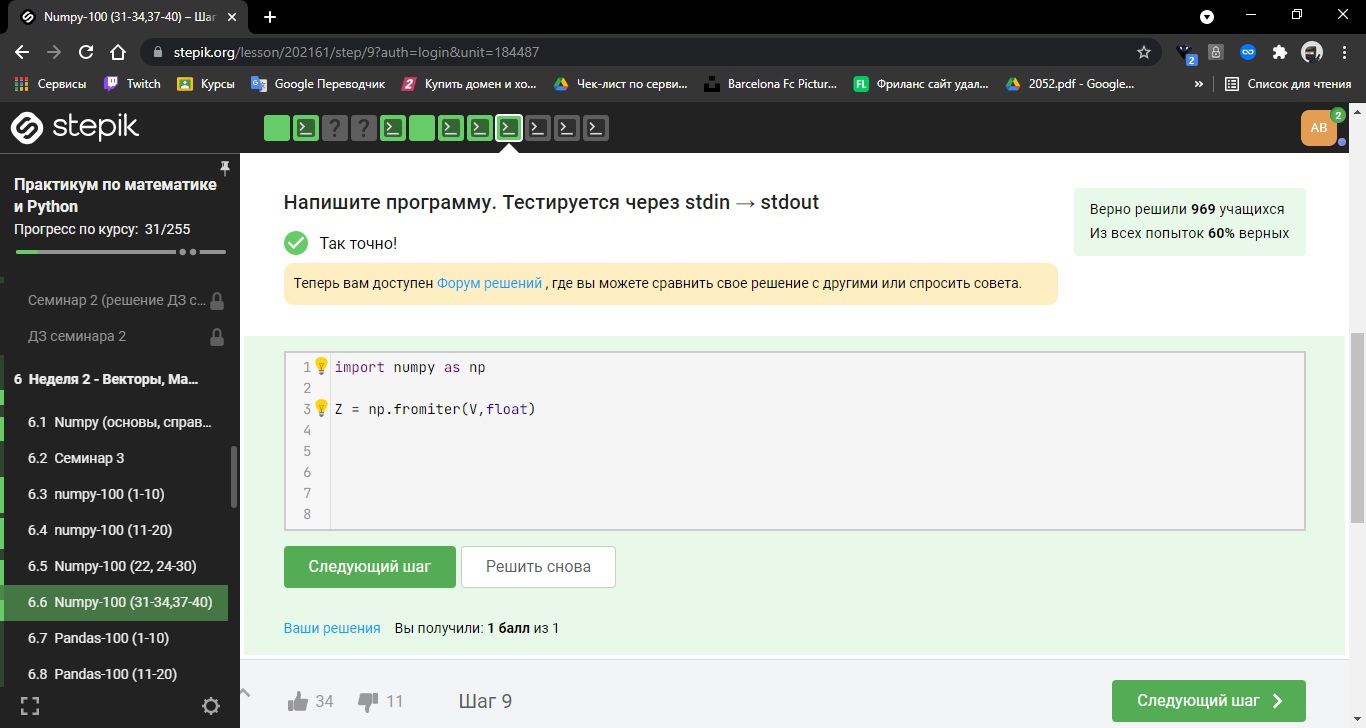 Numpy-100 (31-34,37-40) – Шаг
stepik.org/lesson/202161/step/9?auth=login&unit=184487
2
Сервисы Twitch Курсы Google Переводчик Купить домен и хо... Чек-лист по серви... Barcelona Fc Pictur... FL Фриланс сайт удал... 2052.pdf - Google... » Список для чтения
stepik
AB 2
Практикум по математике
и Python
Прогресс по курсу: 31/255
Семинар 2 (решение ДЗ с...
ДЗ семинара 2
6 Неделя 2 - Векторы, Ма...
6.1 Numpy (основы, справ...
6.2 Семинар 3
6.3 numpy-100 (1-10)
6.4 numpy-100 (11-20)
6.5 Numpy-100 (22, 24-30)
6.6 Numpy-100 (31-34,37-40)
6.7 Pandas-100 (1-10)
6.8 Pandas-100 (11-20)
Напишите программу. Тестируется через stdin → stdout
Так точно!
Теперь вам доступен Форум решений , где вы можете сравнить свое решение с другими или спросить совета.
Верно решили 969 учащихся
Из всех попыток 60% верных
1 import numpy as np
2
3 Z = np.fromiter(V,float)
4
5
6
7
8
Следующий шаг Решить снова
Ваши решения Вы получили: 1 балл из 1
34 11 Шаг 9 Следующий шаг